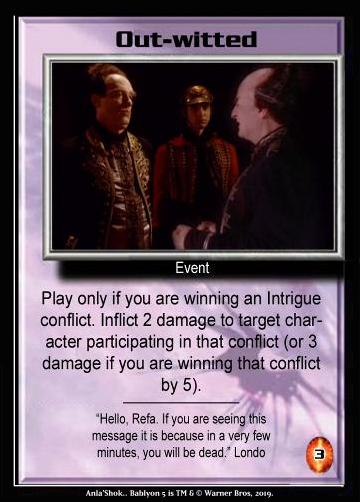 Out-witted
Event
Play only if you are winning an Intrigue
conflict. Inflict 2 damage to target char-
acter participating in that conflict (or 3
damage if you are winning that conflict
by 5).
“Hello, Refa. If you are seeing this
message it is because in a very few
minutes, you will be dead.” Londo
3
Anla'Shok.. Bablyon 5 is TM & © Warner Bros, 2019.